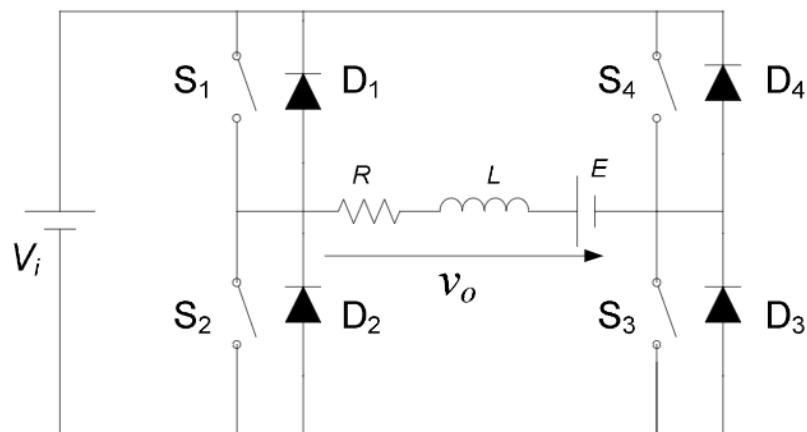 S₁ D₁ S₄ D₄
R L E
Vᵢ
vₒ
S₂ D₂ S₃ D₃